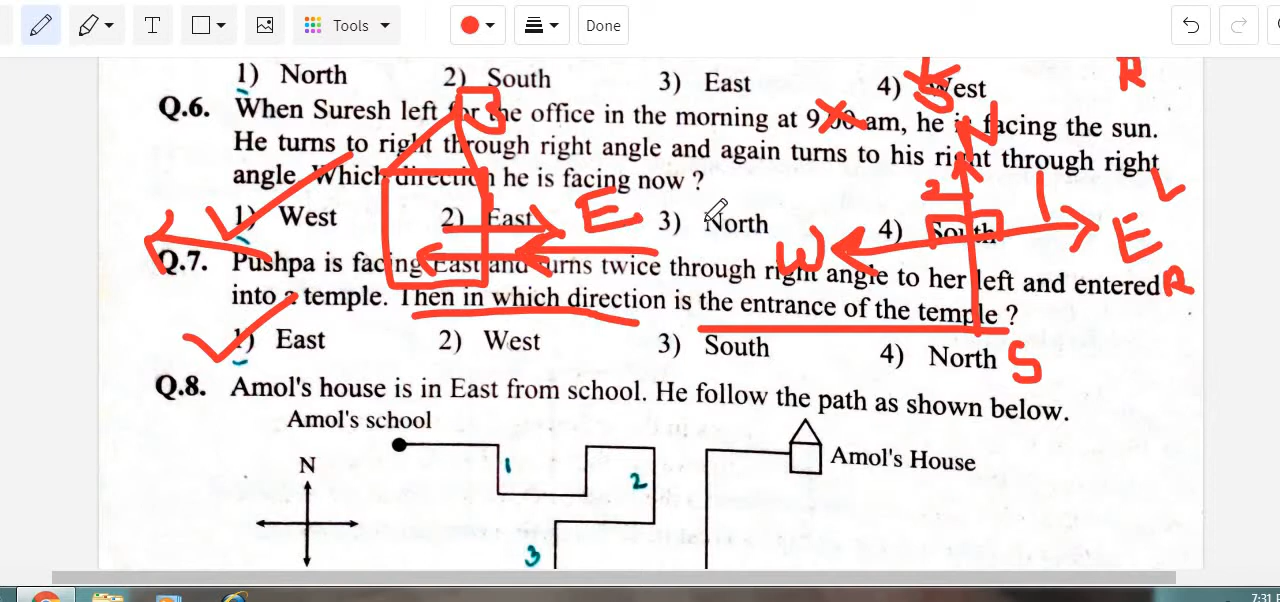 Tools Done
1) North 2) South 3) East 4) West
R
Q.6. When Suresh left for the office in the morning at 9.00 am, he is facing the sun.
N
He turns to right through right angle and again turns to his right through right
angle. Which direction he is facing now ?
2 1 L
1) West 2) East E 3) North 4) South
W E
Q.7. Pushpa is facing East and turns twice through right angle to her left and entered R
into a temple. Then in which direction is the entrance of the temple ?
1) East 2) West 3) South 4) North S
Q.8. Amol's house is in East from school. He follow the path as shown below.
Amol's school
N 1 2 Amol's House
3
7:31